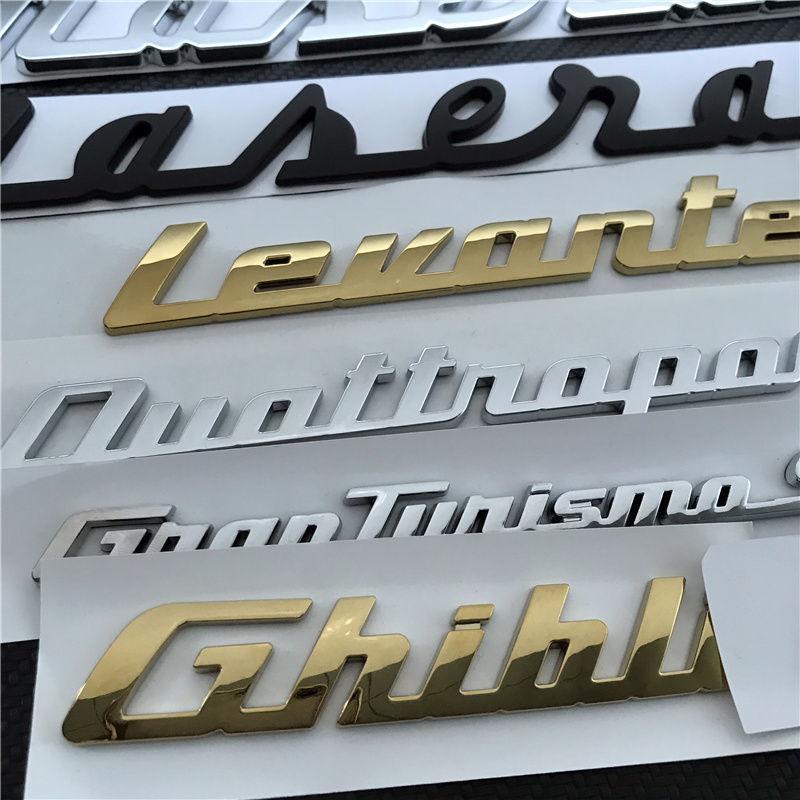 asera
Levante
Quattropo
GranTurismo
Ghibl